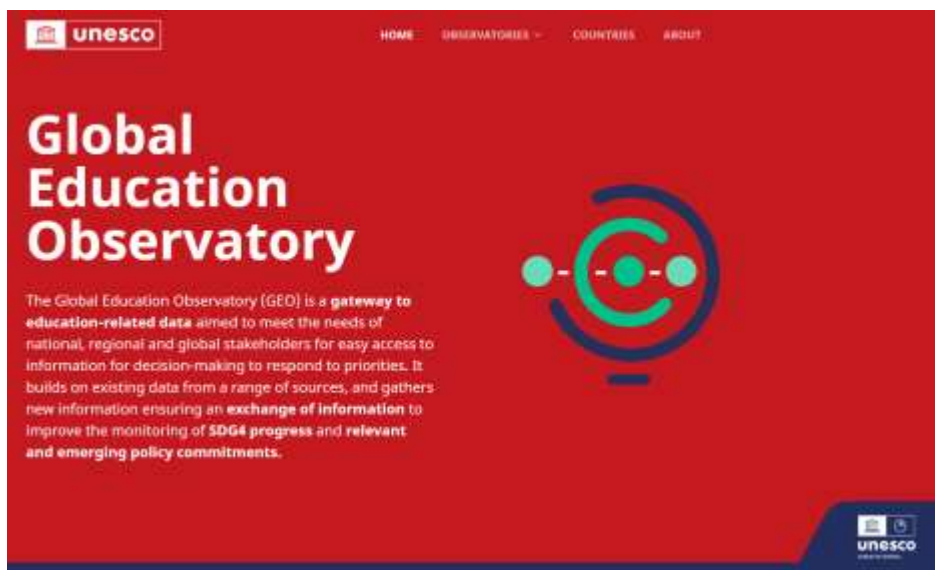 unesco
HOME
OBSERVATORIES
COUNTRIES
ABOUT
Global
Education
Observatory
The Global Education Observatory (GEO) is a gateway to
education-related data aimed to meet the needs of
national, regional and global stakeholders for easy access to
information for decision-making to respond to priorities. It
builds on existing data from a range of sources, and gathers
new information ensuring an exchange of information to
improve the monitoring of SDG4 progress and relevant
and emerging policy commitments.
unesco